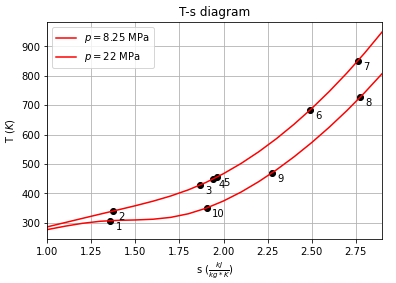 T-s diagram
p = 8.25 MPa
p = 22 MPa
T (K)
900
800
700
600
500
400
300
1
2
3
4
5
6
7
8
9
10
1.00 1.25 1.50 1.75 2.00 2.25 2.50 2.75
s (kJ/kg*K)